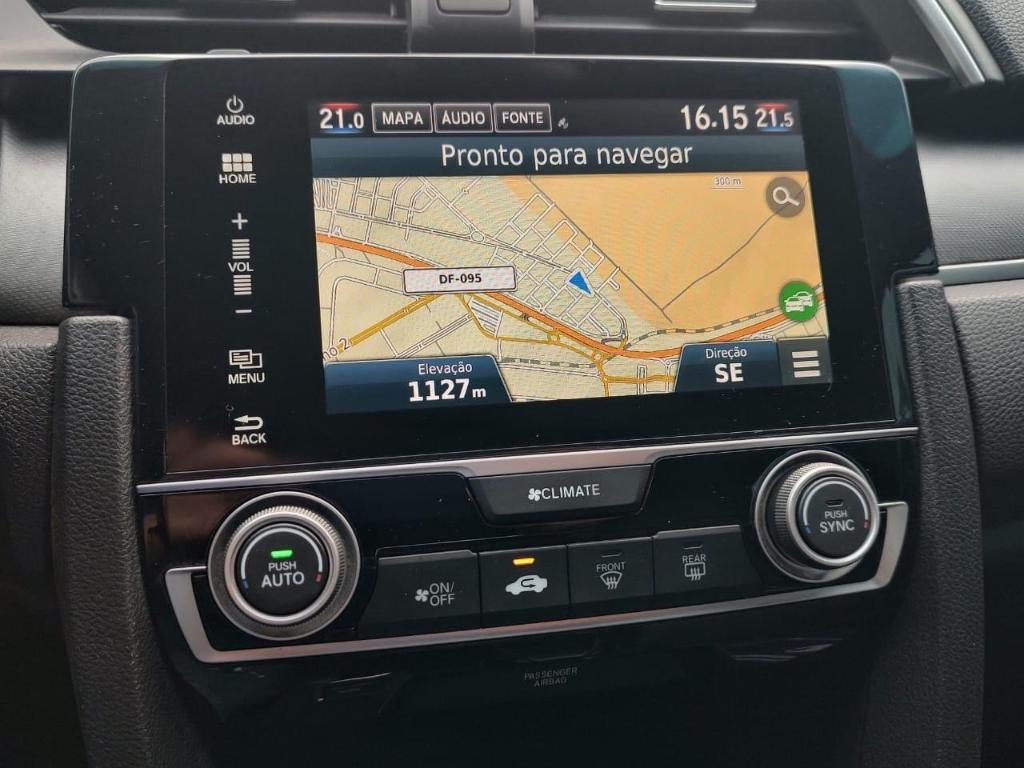 AUDIO
HOME
+
VOL
−
MENU
BACK
21.0 MAPA ÁUDIO FONTE 16.15 21.5
Pronto para navegar
300 m
DF-095
Elevação
1127m
Direção
SE
CLIMATE
PUSH
AUTO
ON/
OFF
FRONT
REAR
PUSH
SYNC
PASSENGER
AIRBAG